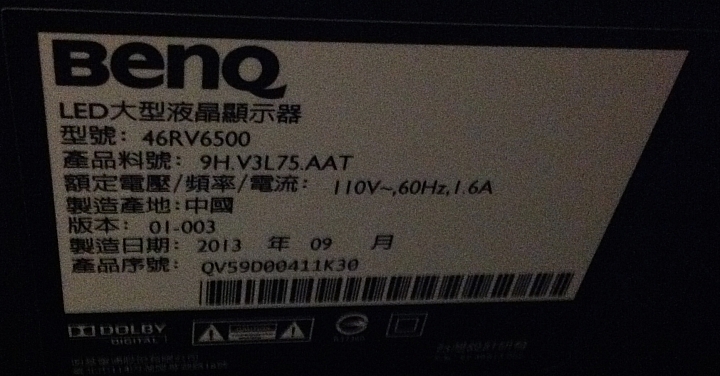 BenQ
LED大型液晶顯示器
型號: 46RV6500
產品料號: 9H.V3L75.AAT
額定電壓/頻率/電流: 110V~,60Hz,1.6A
製造產地:中國
版本: 01-003
製造日期: 2013 年 09 月
產品序號: QV59D00411K30
DOLBY
DIGITAL